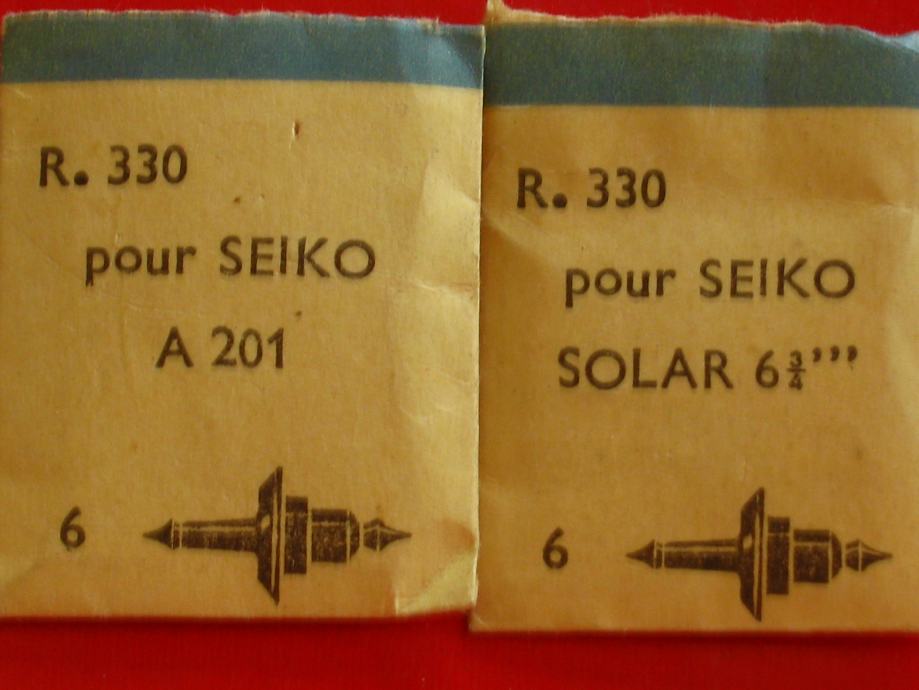 R. 330
pour SEIKO
A 201
6
R. 330
pour SEIKO
SOLAR 6¾’’’
6